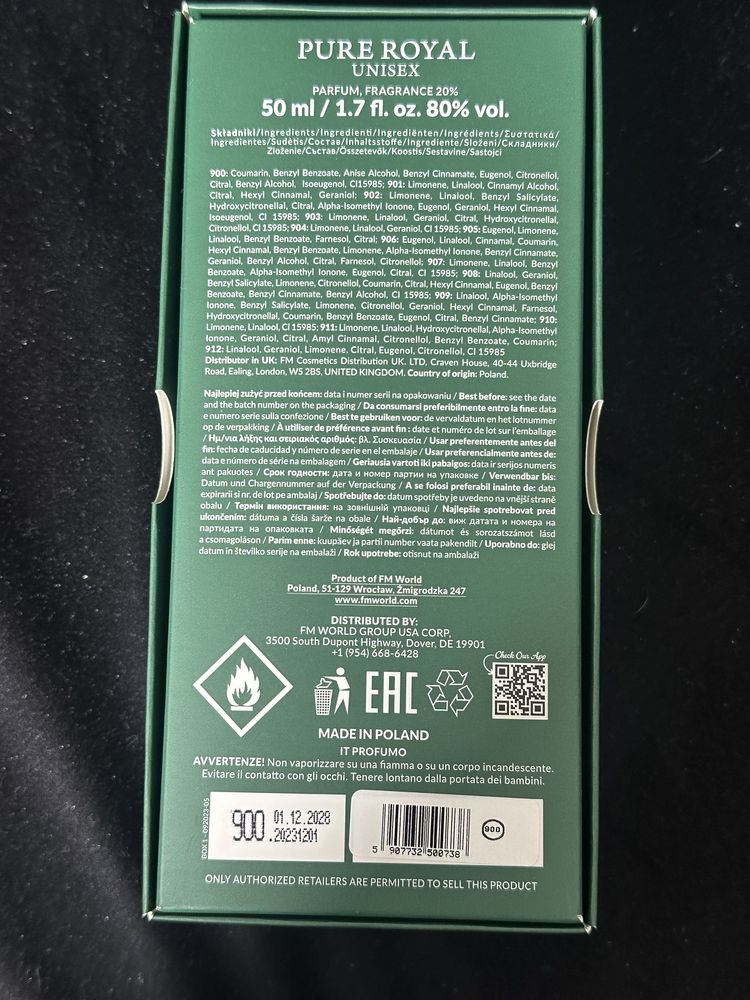 PURE ROYAL
UNISEX
PARFUM, FRAGRANCE 20%
50 ml / 1.7 fl. oz. 80% vol.
Składniki/Ingredients/Ingredienti/Ingrediënten/Ingrédients/Συστατικά/
Ingredientes/Sudėtis/Состав/Inhaltsstoffe/Ingrediente/Složení/Складники/
Zloženie/Състав/Összetevők/Koostis/Sestavine/Sastojci
900: Coumarin, Benzyl Benzoate, Anise Alcohol, Benzyl Cinnamate, Eugenol, Citronellol,
Citral, Benzyl Alcohol, Isoeugenol, CI15985; 901: Limonene, Linalool, Cinnamyl Alcohol,
Citral, Hexyl Cinnamal, Geraniol; 902: Limonene, Linalool, Benzyl Salicylate,
Hydroxycitronellal, Citral, Alpha-Isomethyl Ionone, Eugenol, Geraniol, Hexyl Cinnamal,
Isoeugenol, CI 15985; 903: Limonene, Linalool, Geraniol, Citral, Hydroxycitronellal,
Citronellol, CI 15985; 904: Limonene, Linalool, Geraniol, CI 15985; 905: Eugenol, Limonene,
Linalool, Benzyl Benzoate, Farnesol, Citral; 906: Eugenol, Linalool, Cinnamal, Coumarin,
Hexyl Cinnamal, Benzyl Benzoate, Limonene, Alpha-Isomethyl Ionone, Benzyl Cinnamate,
Geraniol, Benzyl Alcohol, Citral, Farnesol, Citronellol; 907: Limonene, Linalool, Benzyl
Benzoate, Alpha-Isomethyl Ionone, Eugenol, Citral, CI 15985; 908: Linalool, Geraniol,
Benzyl Salicylate, Limonene, Citronellol, Coumarin, Citral, Hexyl Cinnamal, Eugenol, Benzyl
Benzoate, Benzyl Cinnamate, Benzyl Alcohol, CI 15985; 909: Linalool, Alpha-Isomethyl
Ionone, Benzyl Salicylate, Limonene, Citronellol, Geraniol, Hexyl Cinnamal, Farnesol,
Hydroxycitronellal, Coumarin, Benzyl Benzoate, Eugenol, Citral, Benzyl Cinnamate; 910:
Limonene, Linalool, CI 15985; 911: Limonene, Linalool, Hydroxycitronellal, Alpha-Isomethyl
Ionone, Geraniol, Citral, Amyl Cinnamal, Citronellol, Benzyl Benzoate, Coumarin;
912: Linalool, Geraniol, Limonene, Citral, Eugenol, Citronellol, CI 15985
Distributor in UK: FM Cosmetics Distribution UK. LTD, Craven House, 40-44 Uxbridge
Road, Ealing, London, W5 2BS, UNITED KINGDOM. Country of origin: Poland.
Najlepiej zużyć przed końcem: data i numer serii na opakowaniu / Best before: see the date
and the batch number on the packaging / Da consumarsi preferibilmente entro la fine: data
e numero serie sulla confezione / Best te gebruiken voor: de vervaldatum en het lotnummer
op de verpakking / À utiliser de préférence avant fin : date et numéro de lot sur l'emballage
/ Ημ/νια λήξης και σειριακός αριθμός: βλ. Συσκευασία / Usar preferentemente antes del
fin: fecha de caducidad y número de serie en el embalaje / Usar preferencialmente antes do:
data e número de série na embalagem / Geriausia vartoti iki pabaigos: data ir serijos numeris
ant pakuotes / Срок годности: дата и номер партии на упаковке / Verwendbar bis:
Datum und Chargennummer auf der Verpackung / A se folosi preferabil inainte de: data
expirarii si nr. de lot pe ambalaj / Spotřebujte do: datum spotřeby je uvedeno na vnější straně
obalu / Термін використання: на зовнішній упаковці / Najlepšie spotrebovať pred
ukončením: dátuma a čísla šarže na obale / Най-добър до: виж датата и номера на
партидата на опаковката / Minőségét megőrzi: dátumot és sorozatszámot lásd
a csomagoláson / Parim enne: kuupäev ja partii number vaata pakendilt / Uporabno do: glej
datum in številko serije na embalaži / Rok upotrebe: otisnut na ambalaži
Product of FM World
Poland, 51-129 Wrocław, Żmigrodzka 247
www.fmworld.com
DISTRIBUTED BY:
FM WORLD GROUP USA CORP,
3500 South Dupont Highway, Dover, DE 19901
+1 (954) 668-6428
Check Our App
EAC
MADE IN POLAND
IT PROFUMO
AVVERTENZE! Non vaporizzare su una fiamma o su un corpo incandescente.
Evitare il contatto con gli occhi. Tenere lontano dalla portata dei bambini.
BOX 1 - 092023-05
900 01.12.2028
.20231201
900
5 907732 500738
ONLY AUTHORIZED RETAILERS ARE PERMITTED TO SELL THIS PRODUCT